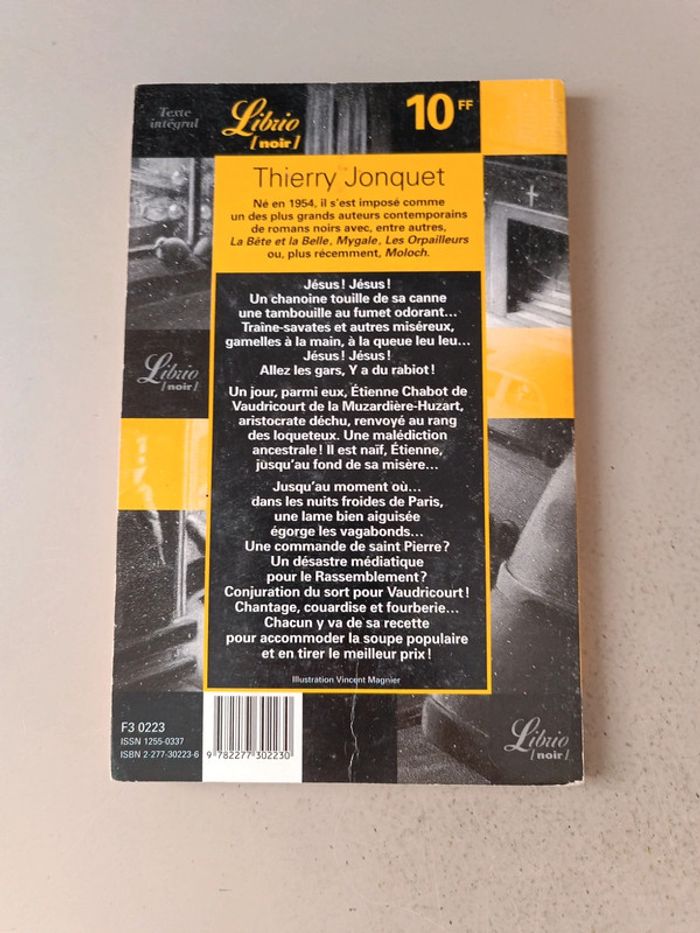 Texte
intégral
Librio
[noir]
10 FF
Thierry Jonquet
Né en 1954, il s'est imposé comme
un des plus grands auteurs contemporains
de romans noirs avec, entre autres,
La Bête et la Belle, Mygale, Les Orpailleurs
ou, plus récemment, Moloch.
Jésus ! Jésus !
Un chanoine touille de sa canne
une tambouille au fumet odorant...
Traîne-savates et autres miséreux,
gamelles à la main, à la queue leu leu...
Jésus ! Jésus !
Allez les gars, Y a du rabiot !
Librio
[noir]
Un jour, parmi eux, Étienne Chabot de
Vaudricourt de la Muzardière-Huzart,
aristocrate déchu, renvoyé au rang
des loqueteux. Une malédiction
ancestrale ! Il est naïf, Étienne,
jusqu'au fond de sa misère...
Jusqu'au moment où...
dans les nuits froides de Paris,
une lame bien aiguisée
égorge les vagabonds...
Une commande de saint Pierre ?
Un désastre médiatique
pour le Rassemblement ?
Conjuration du sort pour Vaudricourt !
Chantage, couardise et fourberie...
Chacun y va de sa recette
pour accommoder la soupe populaire
et en tirer le meilleur prix !
Illustration Vincent Magnier
F3 0223
ISSN 1255-0337
ISBN 2-277-30223-6
9 782277 302230
Librio
[noir]